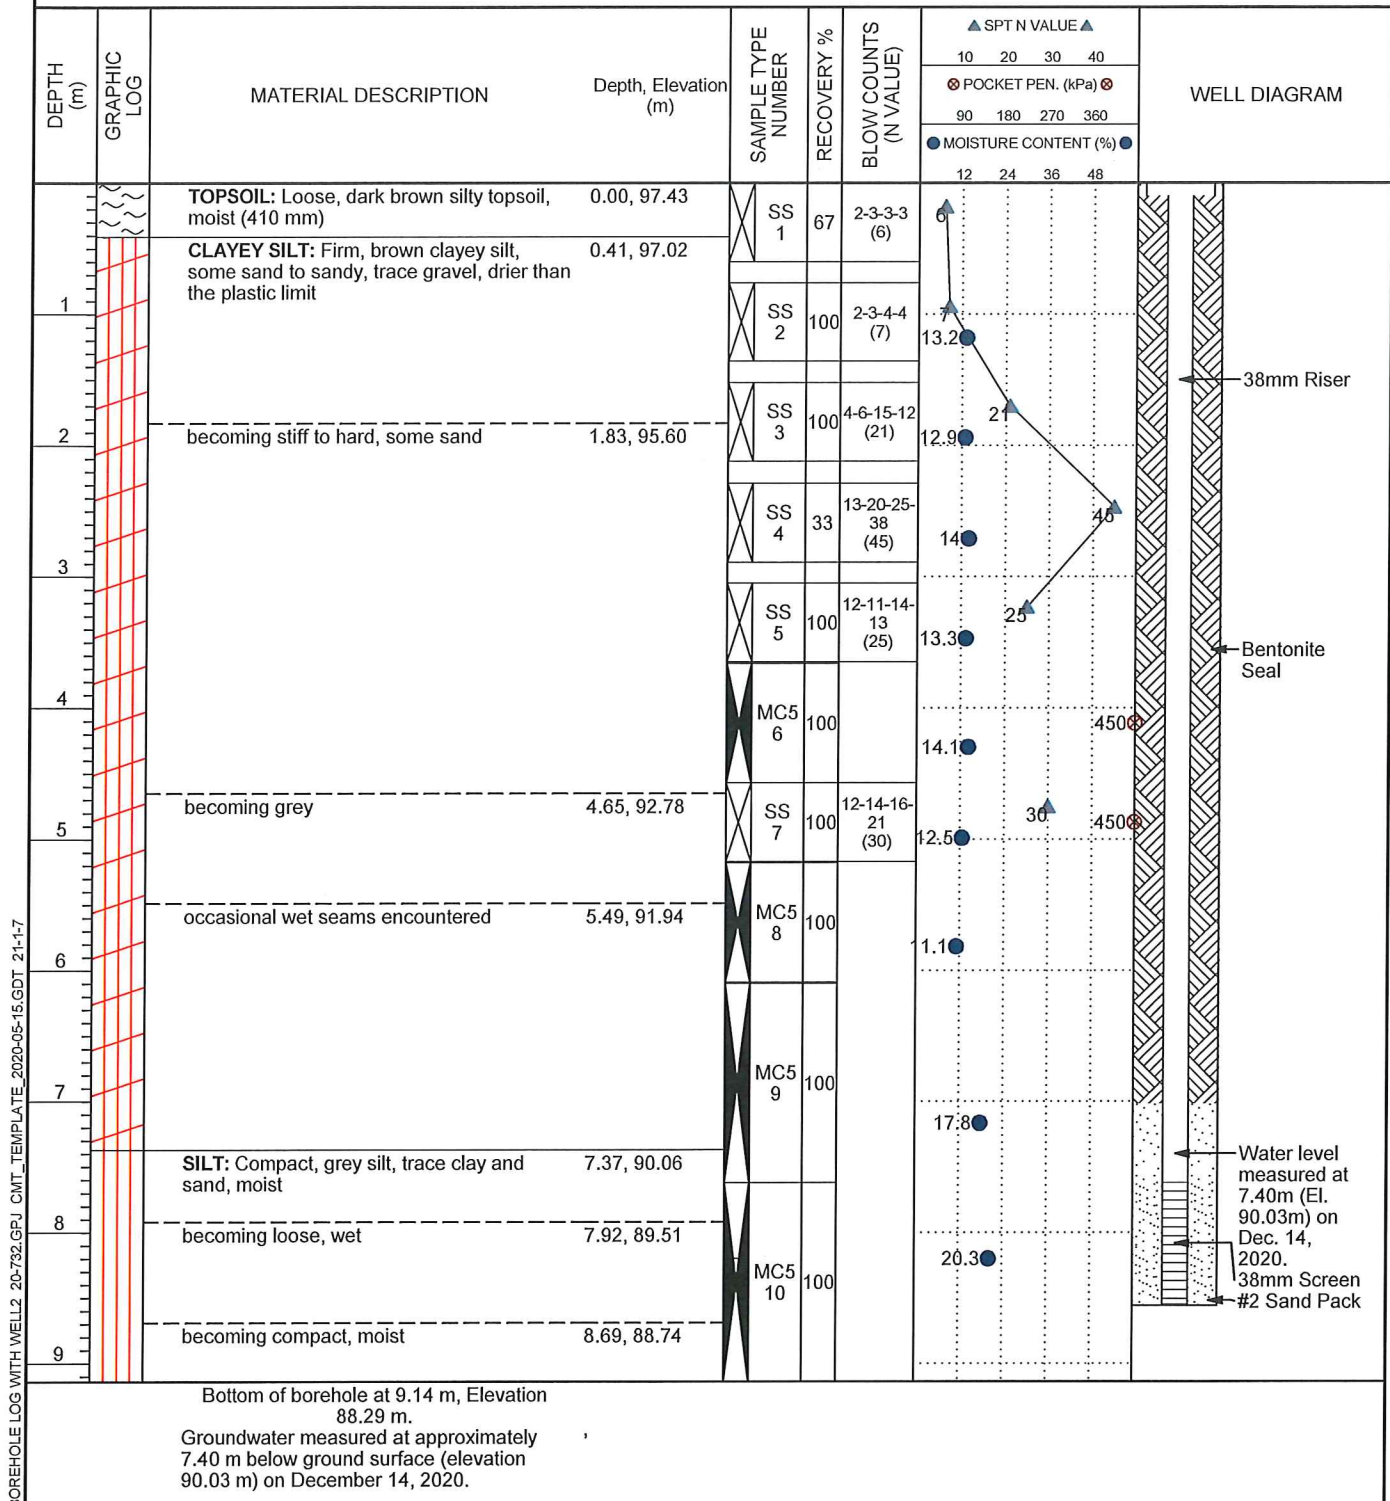 DEPTH
(m)
GRAPHIC
LOG
MATERIAL DESCRIPTION
Depth, Elevation
(m)
SAMPLE TYPE
NUMBER
RECOVERY %
BLOW COUNTS
(N VALUE)
SPT N VALUE
10 20 30 40
POCKET PEN. (kPa)
90 180 270 360
MOISTURE CONTENT (%)
12 24 36 48
WELL DIAGRAM
TOPSOIL: Loose, dark brown silty topsoil,
moist (410 mm)
0.00, 97.43
SS
1
67
2-3-3-3
(6)
6
CLAYEY SILT: Firm, brown clayey silt,
some sand to sandy, trace gravel, drier than
the plastic limit
0.41, 97.02
1
SS
2
100
2-3-4-4
(7)
7
13.2
38mm Riser
SS
3
100
4-6-15-12
(21)
21
12.9
2
becoming stiff to hard, some sand
1.83, 95.60
SS
4
33
13-20-25-
38
(45)
45
14
3
SS
5
100
12-11-14-
13
(25)
25
13.3
Bentonite
Seal
4
MC5
6
100
450
14.1
becoming grey
4.65, 92.78
5
SS
7
100
12-14-16-
21
(30)
30
450
12.5
occasional wet seams encountered
5.49, 91.94
MC5
8
100
11.1
6
MC5
9
100
7
17.8
SILT: Compact, grey silt, trace clay and
sand, moist
7.37, 90.06
Water level
measured at
7.40m (El.
90.03m) on
Dec. 14,
2020.
8
becoming loose, wet
7.92, 89.51
MC5
10
100
20.3
38mm Screen
#2 Sand Pack
becoming compact, moist
8.69, 88.74
9
Bottom of borehole at 9.14 m, Elevation
88.29 m.
Groundwater measured at approximately
7.40 m below ground surface (elevation
90.03 m) on December 14, 2020.
BOREHOLE LOG WITH WELL2 20-732.GPJ CMT_TEMPLATE_2020-05-15.GDT 21-1-7